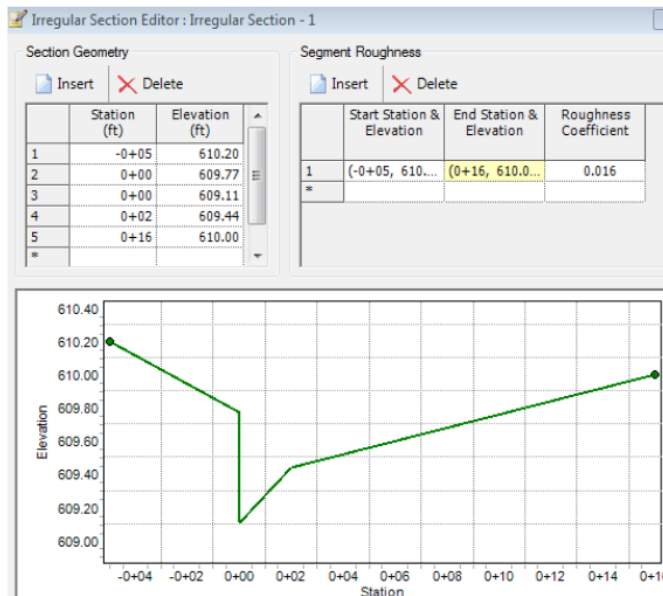 Irregular Section Editor : Irregular Section - 1
Section Geometry
Insert Delete
Station (ft) Elevation (ft)
1 -0+05 610.20
2 0+00 609.77
3 0+00 609.11
4 0+02 609.44
5 0+16 610.00
*
Segment Roughness
Insert Delete
Start Station & Elevation End Station & Elevation Roughness Coefficient
1 (-0+05, 610.... (0+16, 610.0... 0.016
*
610.40
610.20
610.00
609.80
609.60
609.40
609.20
609.00
Elevation
-0+04 -0+02 0+00 0+02 0+04 0+06 0+08 0+10 0+12 0+14 0+1
Station